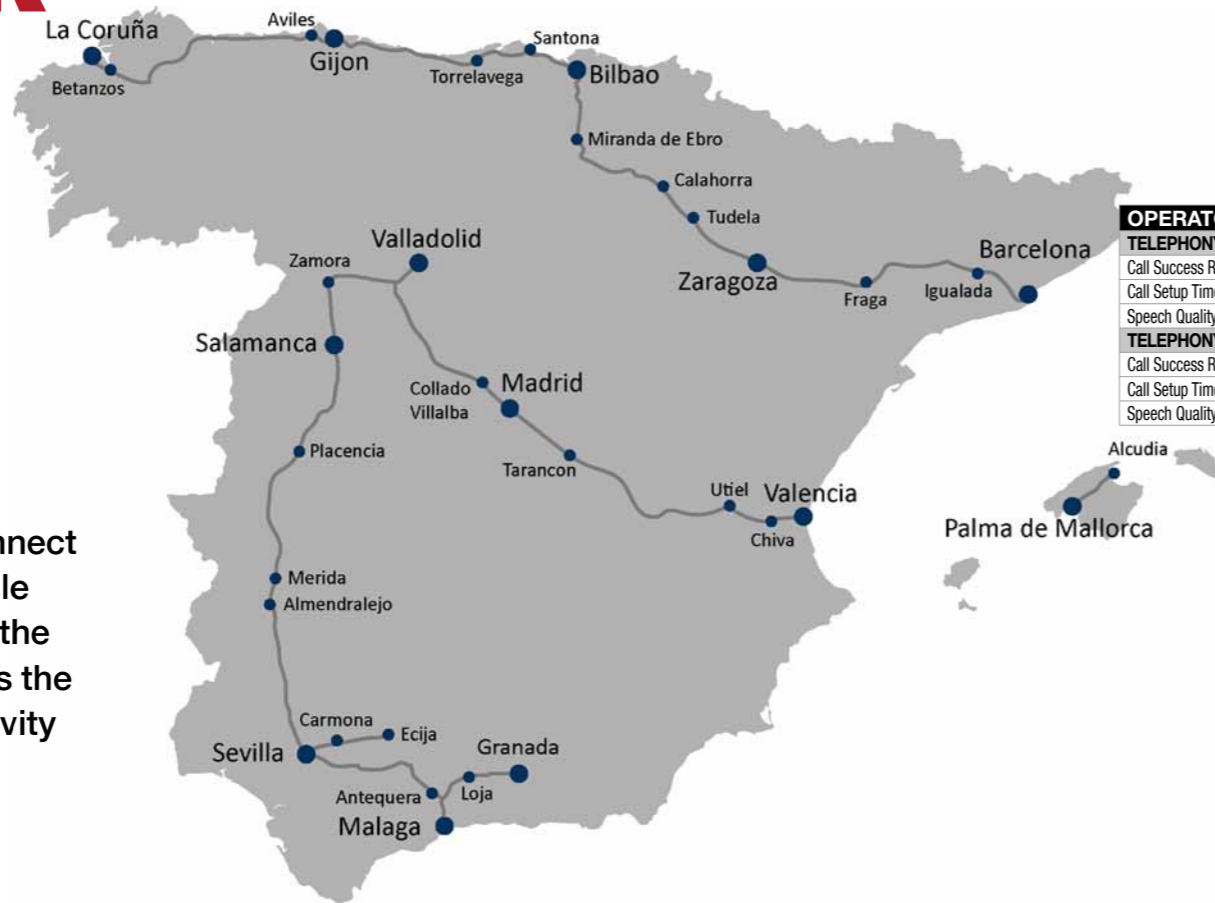 La Coruña
Aviles
Gijon
Santona
Betanzos
Torrelavega
Bilbao
Miranda de Ebro
Calahorra
Tudela
Zaragoza
Fraga
Igualada
Barcelona
Valladolid
Zamora
Salamanca
Collado
Villalba
Madrid
Placencia
Tarancon
Utiel
Valencia
Chiva
Merida
Almendralejo
Carmona
Ecija
Sevilla
Granada
Antequera
Loja
Malaga
Alcudia
Palma de Mallorca
OPERATO
TELEPHONY
Call Success R
Call Setup Time
Speech Quality
TELEPHONY
Call Success R
Call Setup Time
Speech Quality
nnect
le
the
s the
vity